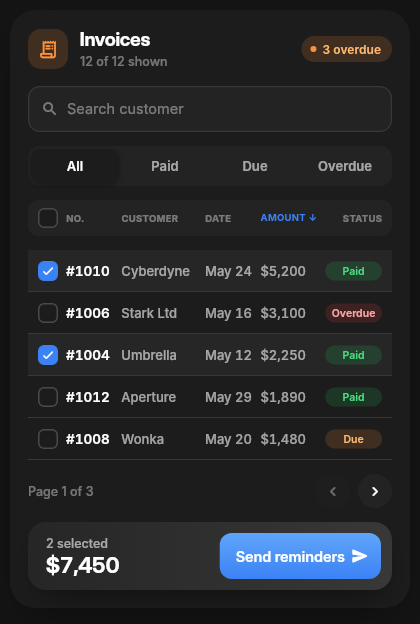 Invoices
12 of 12 shown
3 overdue
Search customer
All Paid Due Overdue
NO. CUSTOMER DATE AMOUNT ↓ STATUS
#1010 Cyberdyne May 24 $5,200 Paid
#1006 Stark Ltd May 16 $3,100 Overdue
#1004 Umbrella May 12 $2,250 Paid
#1012 Aperture May 29 $1,890 Paid
#1008 Wonka May 20 $1,480 Due
Page 1 of 3
2 selected
$7,450
Send reminders